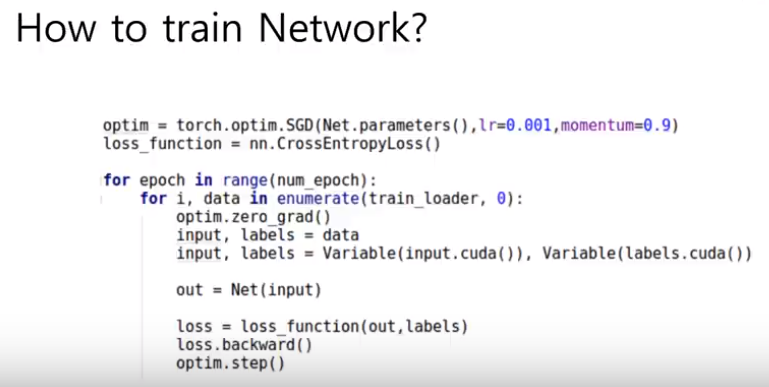 How to train Network?
optim = torch.optim.SGD(Net.parameters(),lr=0.001,momentum=0.9)
loss_function = nn.CrossEntropyLoss()
for epoch in range(num_epoch):
    for i, data in enumerate(train_loader, 0):
        optim.zero_grad()
        input, labels = data
        input, labels = Variable(input.cuda()), Variable(labels.cuda())
        out = Net(input)
        loss = loss_function(out,labels)
        loss.backward()
        optim.step()